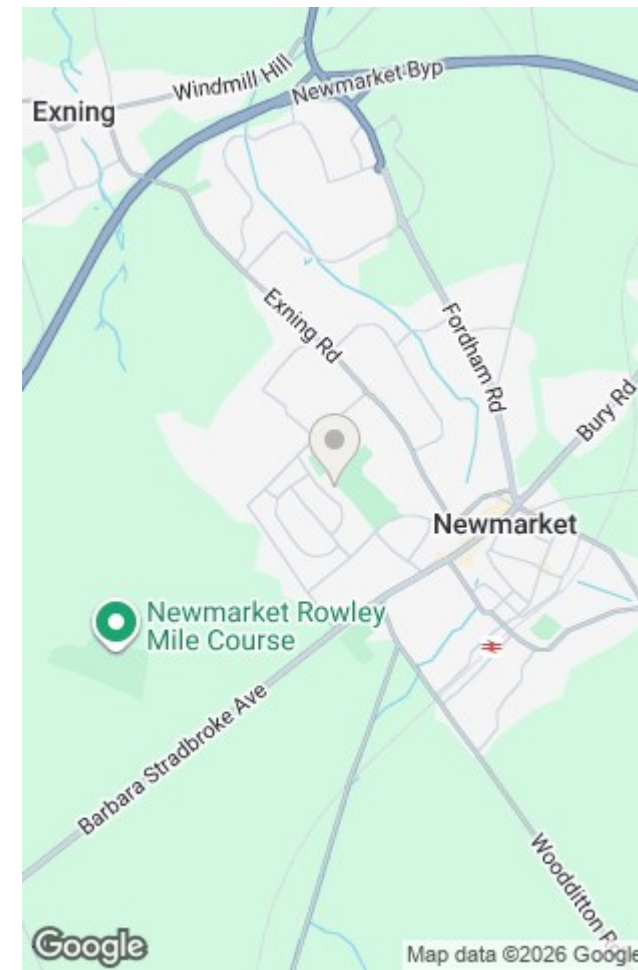 Windmill Hill
Newmarket Byp
Exning
Exning Rd
Fordham Rd
Bury Rd
Newmarket
Newmarket Rowley
Mile Course
Barbara Stradbroke Ave
Woodditton
Google
Map data ©2026 Google